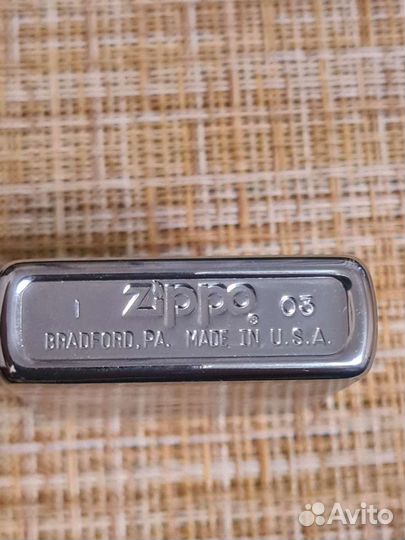 I Zippo® 03
BRADFORD, PA. MADE IN U.S.A.
Avito